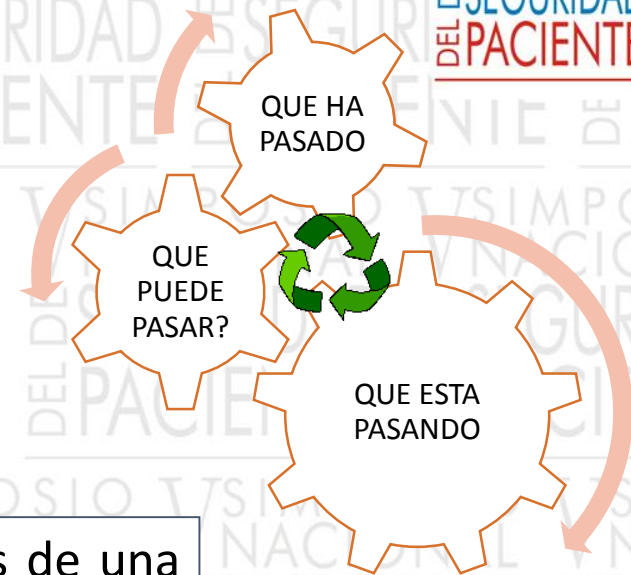 DEL SEGURIDAD
PACIENTE
QUE HA
PASADO
QUE
PUEDE
PASAR?
QUE ESTA
PASANDO
s de una